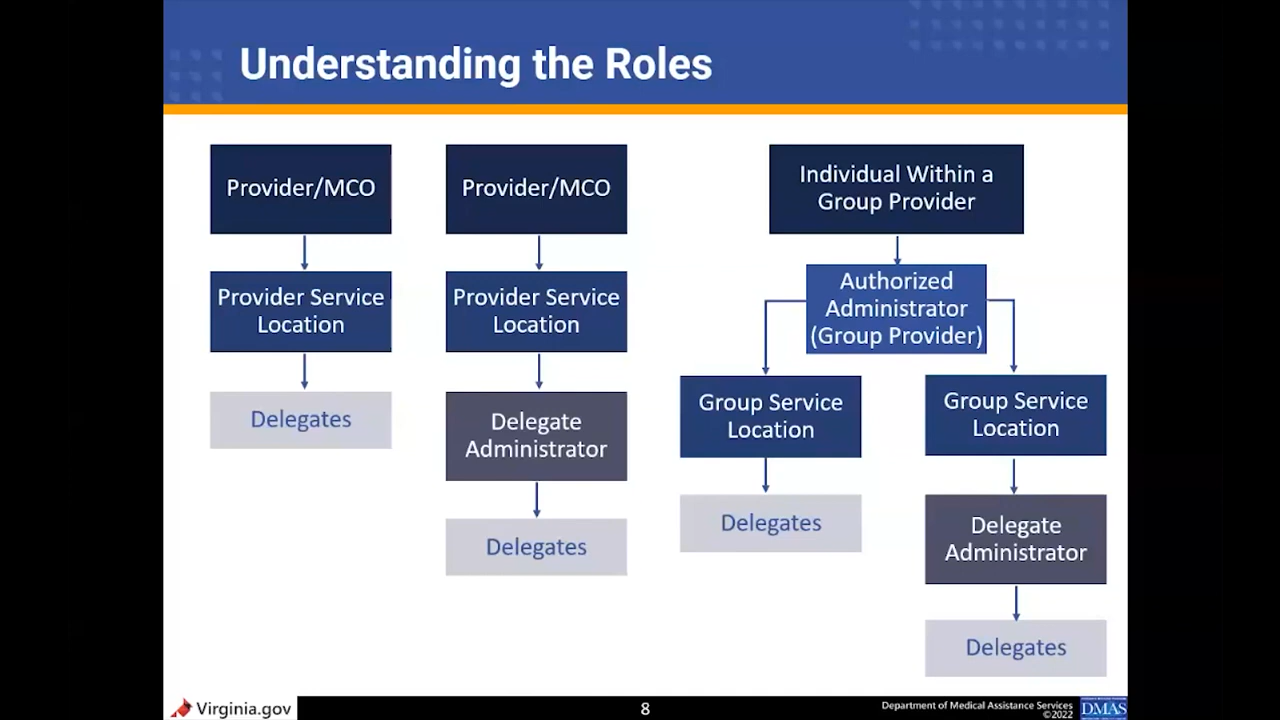 Understanding the Roles
Provider/MCO
Provider Service
Location
Delegates
Provider/MCO
Provider Service
Location
Delegate
Administrator
Delegates
Individual Within a
Group Provider
Authorized
Administrator
(Group Provider)
Group Service
Location
Delegates
Group Service
Location
Delegate
Administrator
Delegates
Virginia.gov
8
Department of Medical Assistance Services
©2022
DMAS